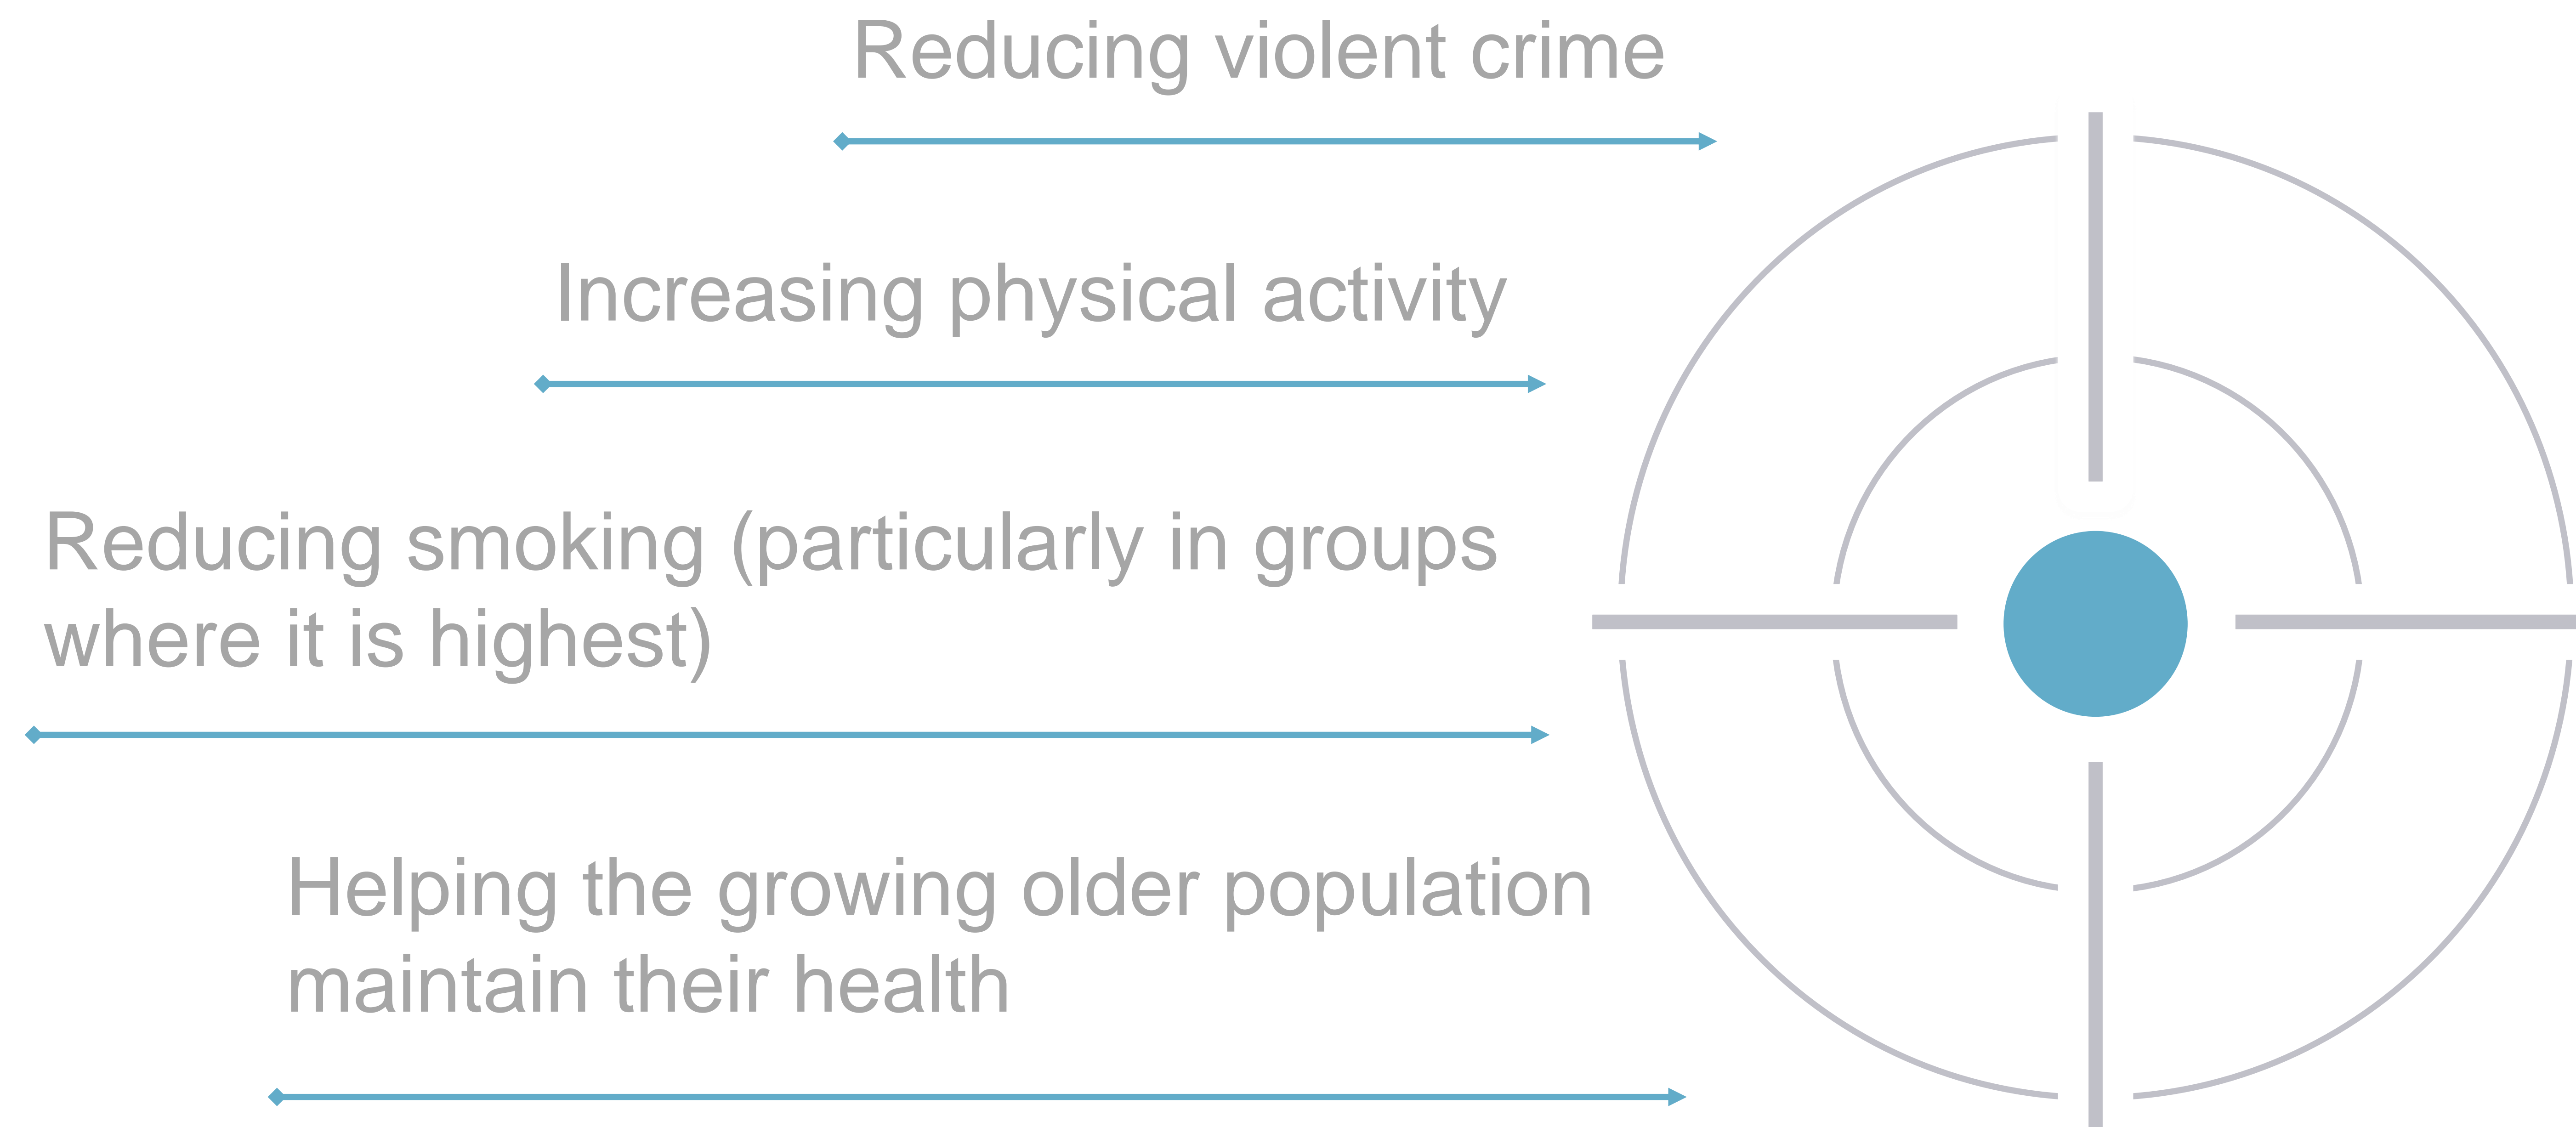 Reducing violent crime
Increasing physical activity
Reducing smoking (particularly in groups
where it is highest)
Helping the growing older population
maintain their health